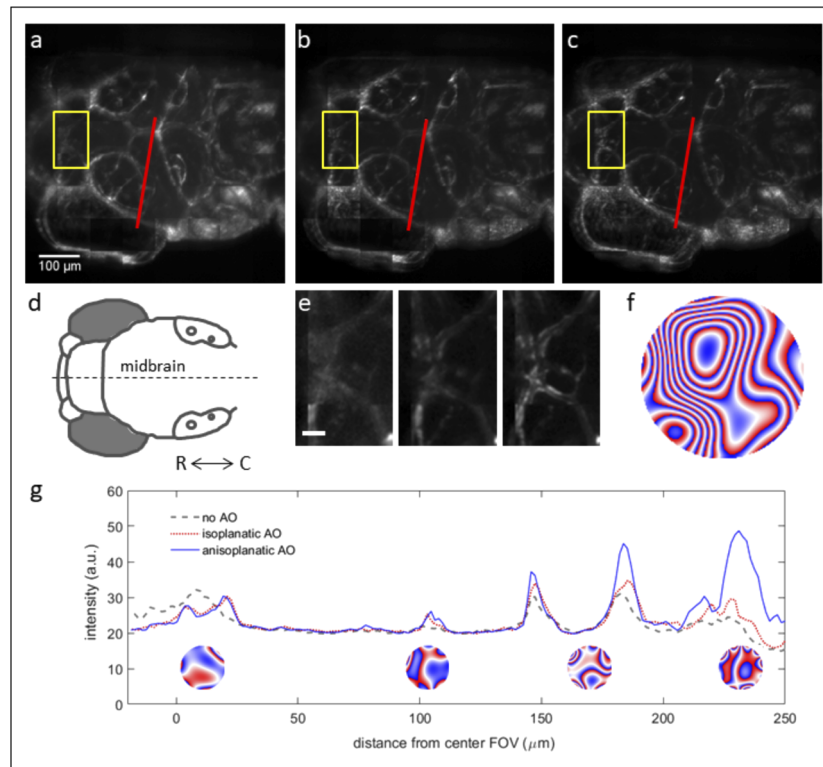 a
b
c
100 µm
d
midbrain
R
C
e
f
g
60
50
40
30
20
10
0
intensity (a.u.)
no AO
isoplanatic AO
anisoplanatic AO
0
50
100
150
200
250
distance from center FOV (μm)